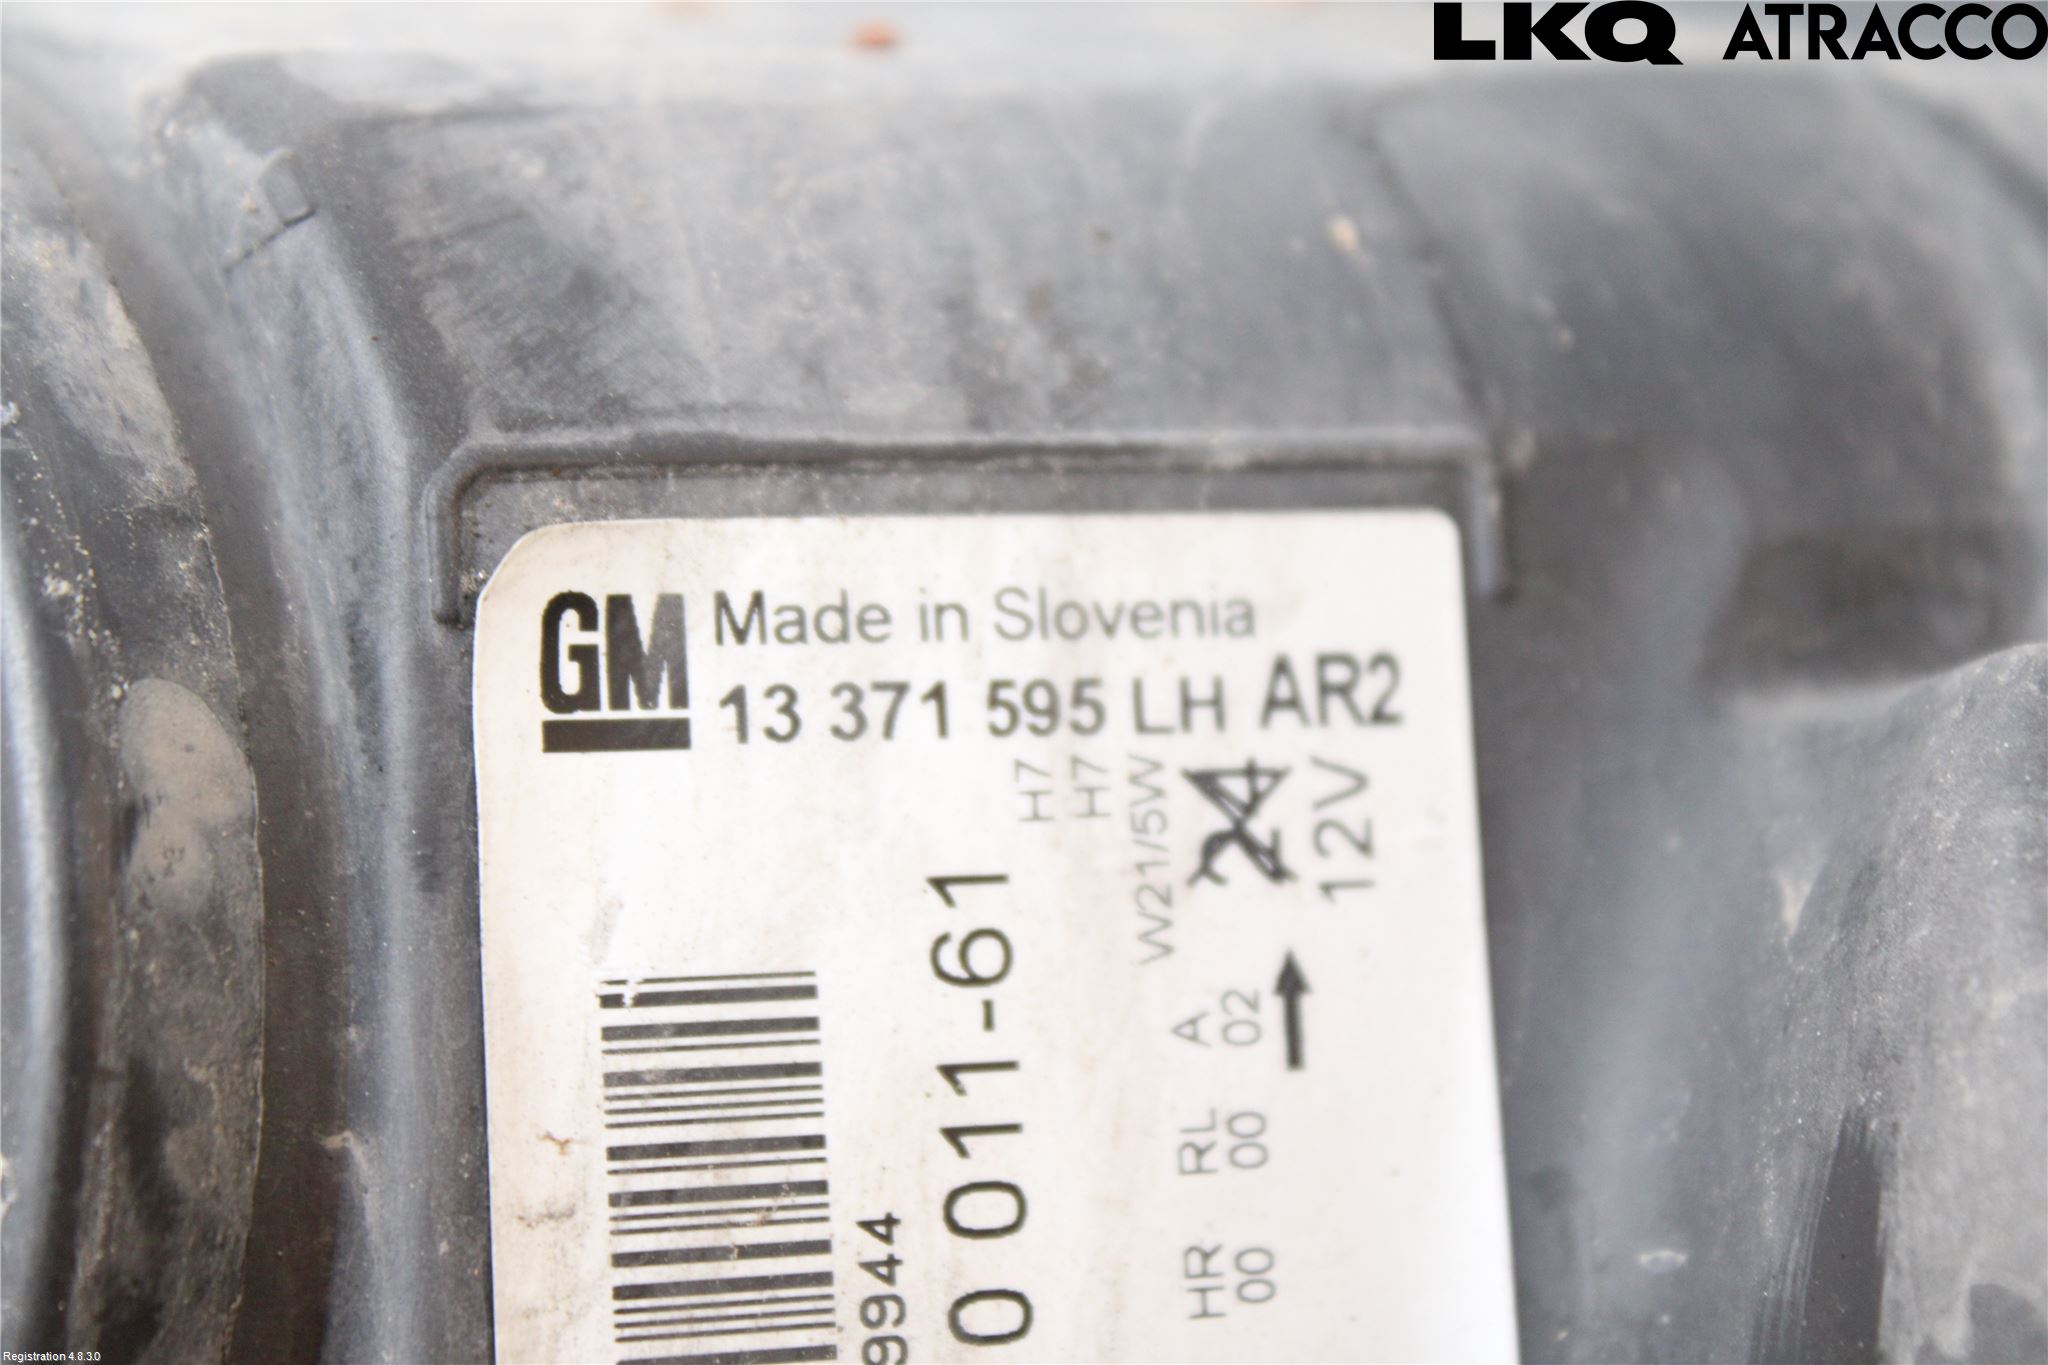 LKQ ATRACCO
GM
Made in Slovenia
13 371 595 LH AR2
H7
H7
W21/5W
24
12V
0 011-61
9944
HR RL A
00 00 02
Registration 4.8.3.0